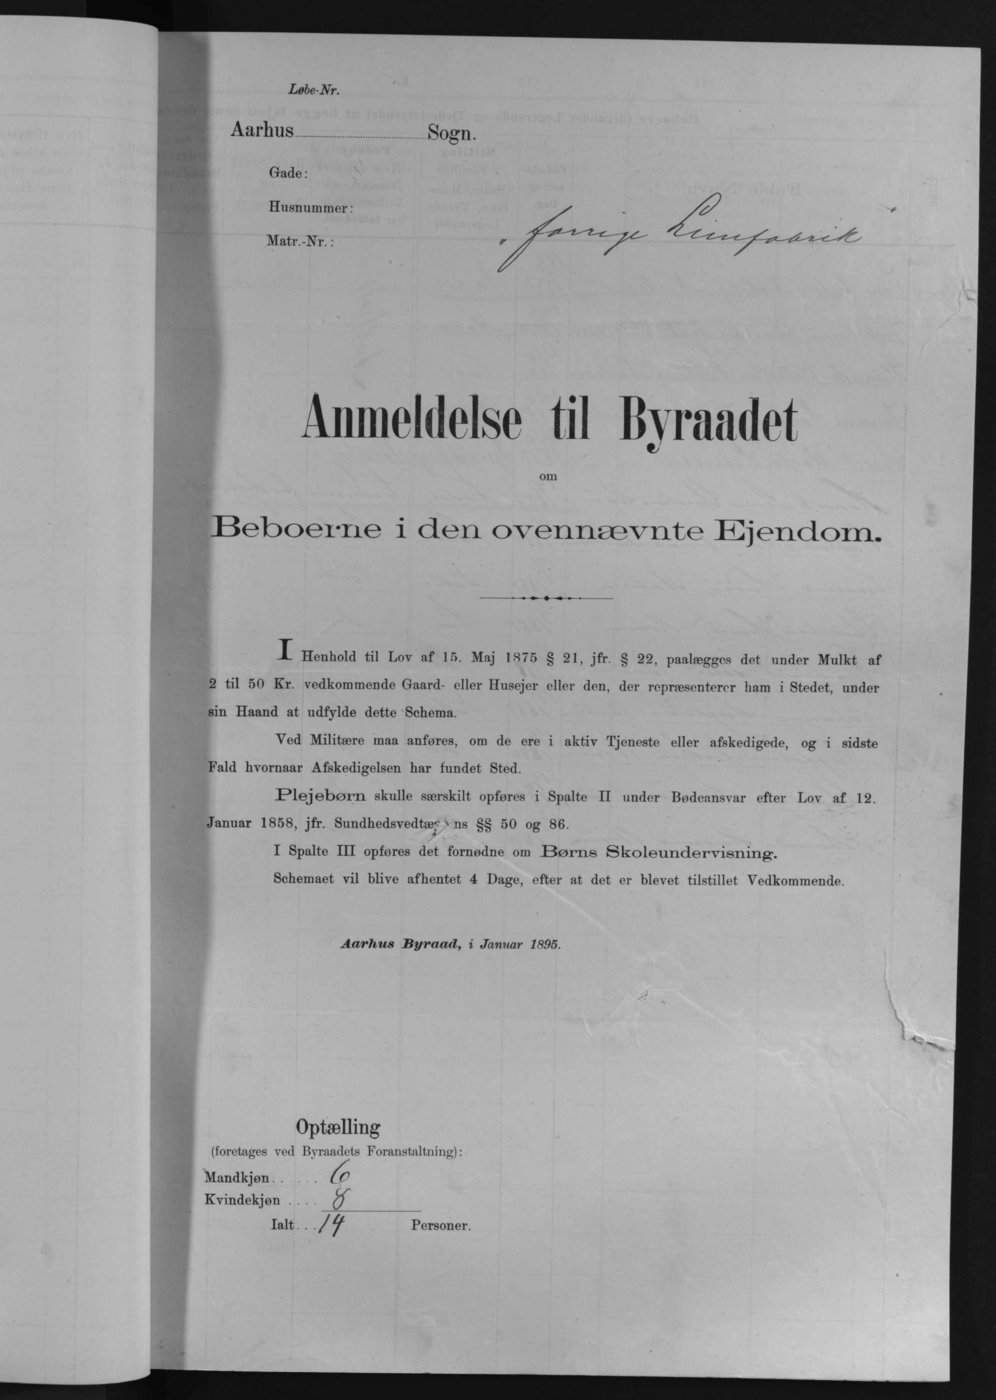 Løbe-Nr.
Aarhus Sogn.
Gade:
Husnummer:
Matr.-Nr.:
„ forrige Limfabrik "
Anmeldelse til Byraadet
om
Beboerne i den ovennævnte Ejendom.
I Henhold til Lov af 15. Maj 1875 § 21, jfr. § 22, paalægges det under Mulkt af
2 til 50 Kr. vedkommende Gaard- eller Husejer eller den, der repræsenterer ham i Stedet, under
sin Haand at udfylde dette Schema.
Ved Militære maa anføres, om de ere i aktiv Tjeneste eller afskedigede, og i sidste
Fald hvornaar Afskedigelsen har fundet Sted.
Plejebørn skulle særskilt opføres i Spalte II under Bødeansvar efter Lov af 12.
Januar 1858, jfr. Sundhedsvedtægtens §§ 50 og 86.
I Spalte III opføres det fornødne om Børns Skoleundervisning.
Schemaet vil blive afhentet 4 Dage, efter at det er blevet tilstillet Vedkommende.
Aarhus Byraad, i Januar 1895.
Optælling
(foretages ved Byraadets Foranstaltning):
Mandkjøn 6
Kvindekjøn 8
Ialt 14 Personer.